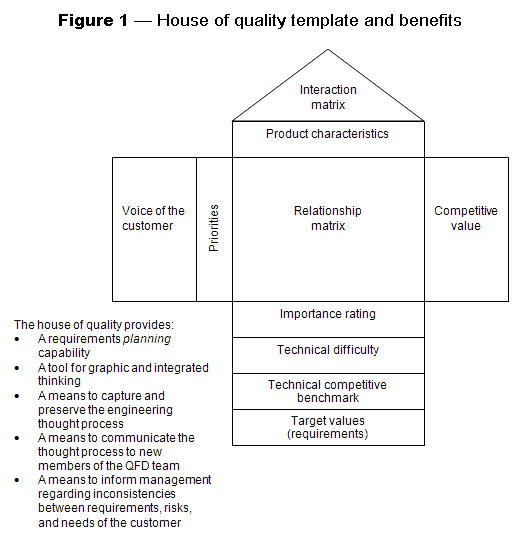 Figure 1 — House of quality template and benefits
Interaction
matrix
Product characteristics
Voice of the
customer
Priorities
Relationship
matrix
Competitive
value
Importance rating
Technical difficulty
Technical competitive
benchmark
Target values
(requirements)
The house of quality provides:
• A requirements planning
capability
• A tool for graphic and integrated
thinking
• A means to capture and
preserve the engineering
thought process
• A means to communicate the
thought process to new
members of the QFD team
• A means to inform management
regarding inconsistencies
between requirements, risks,
and needs of the customer